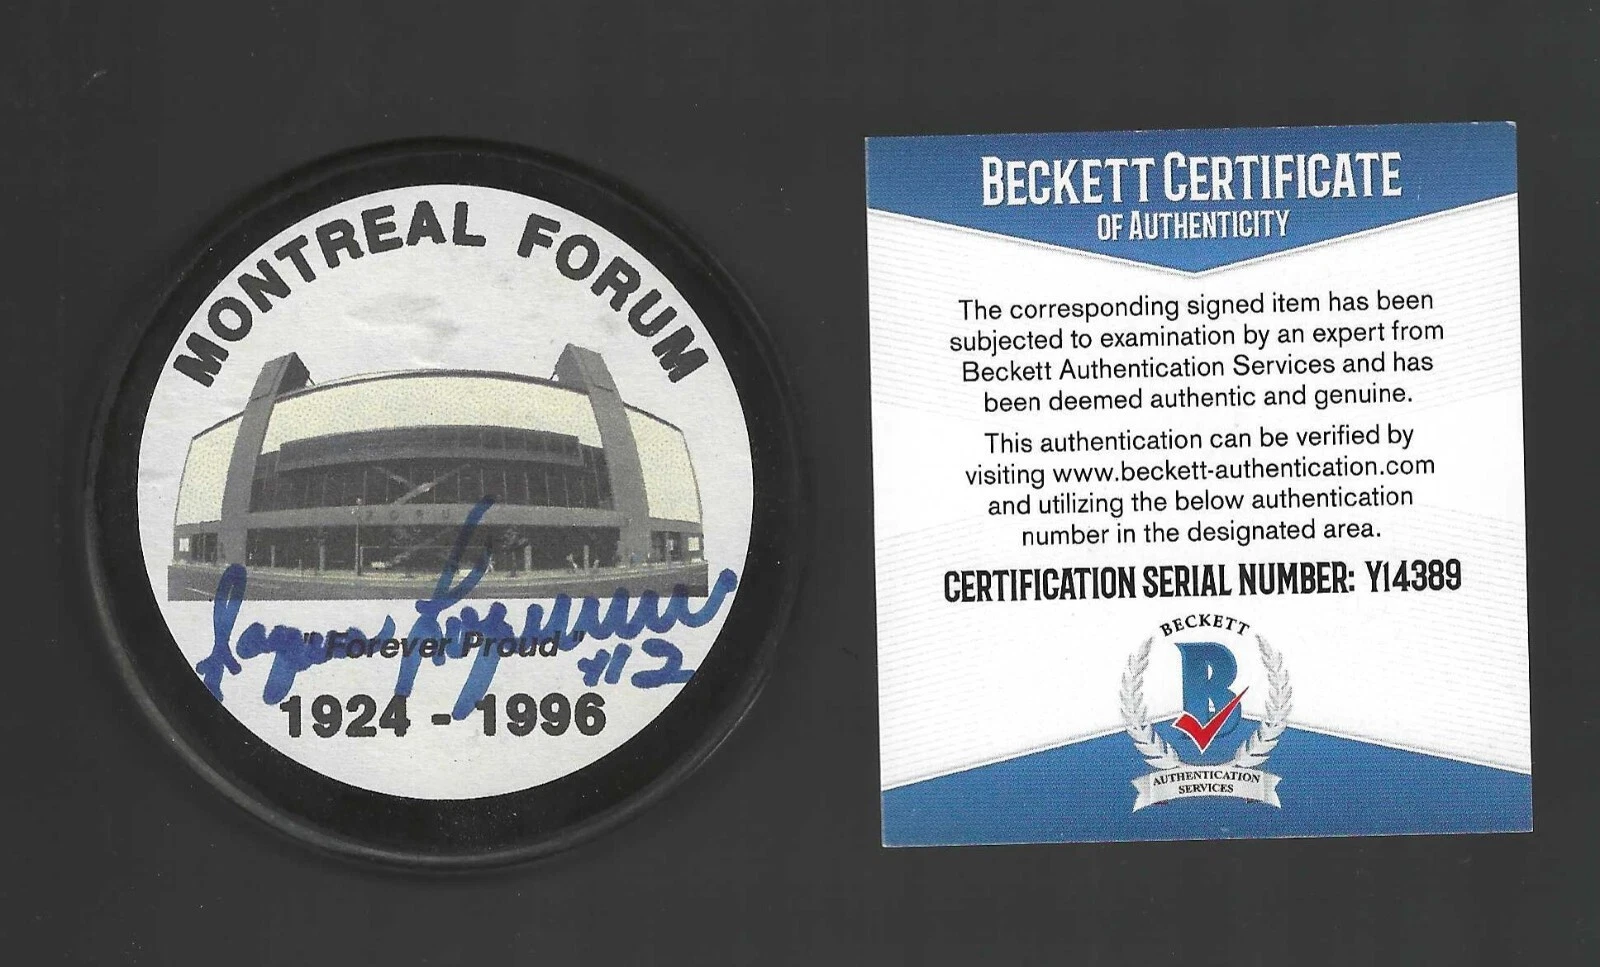 MONTREAL FORUM
FORUM
"Forever Proud"
#12
1924 - 1996
BECKETT CERTIFICATE
OF AUTHENTICITY
The corresponding signed item has been
subjected to examination by an expert from
Beckett Authentication Services and has
been deemed authentic and genuine.
This authentication can be verified by
visiting www.beckett-authentication.com
and utilizing the below authentication
number in the designated area.
CERTIFICATION SERIAL NUMBER: Y14389
BECKETT
B
AUTHENTICATION
SERVICES